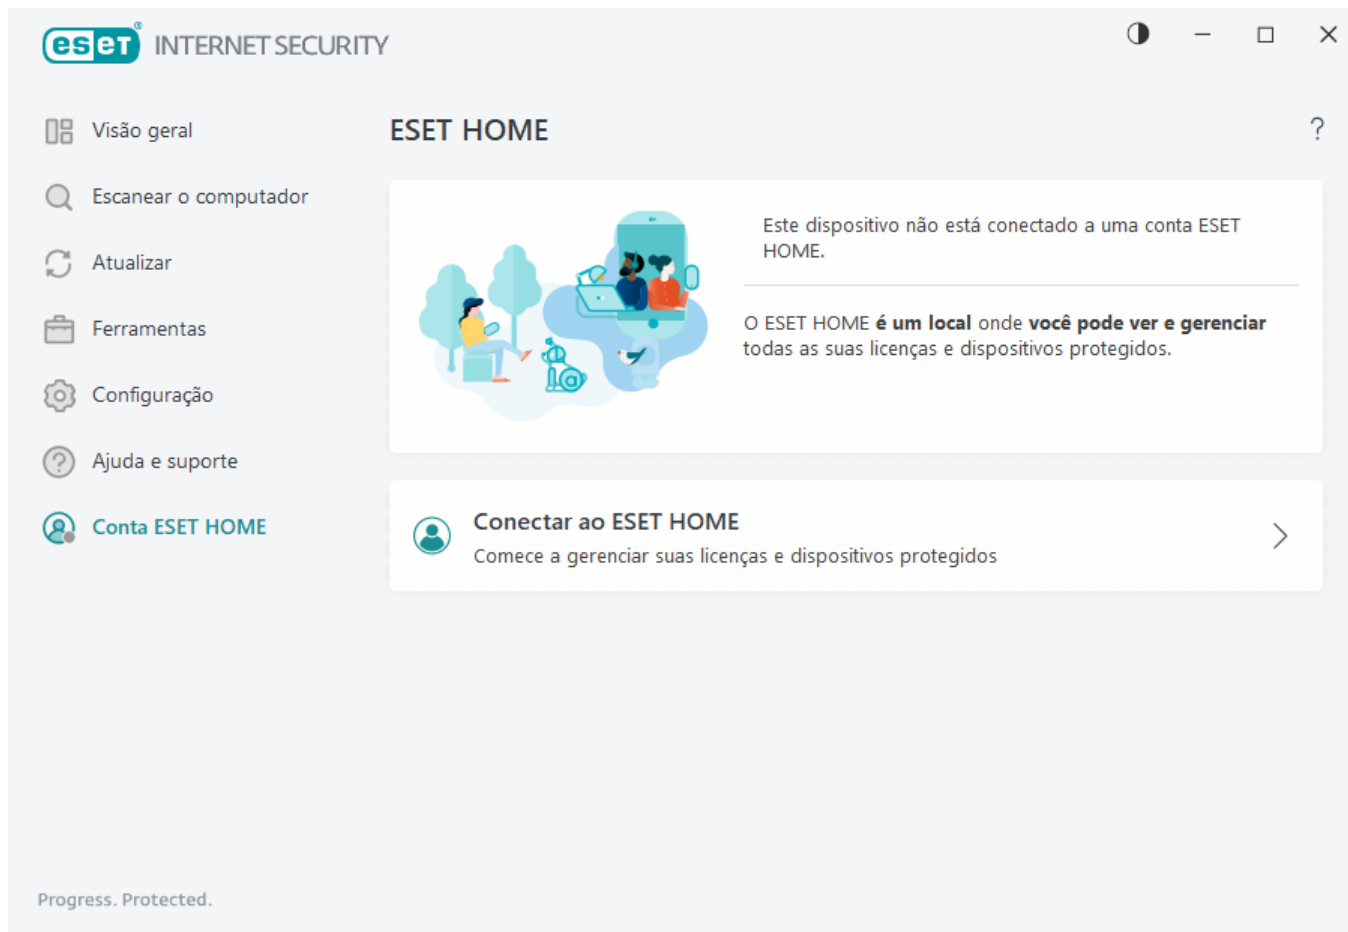 eset® INTERNET SECURITY
Visão geral
Escanear o computador
Atualizar
Ferramentas
Configuração
Ajuda e suporte
Conta ESET HOME
ESET HOME
?
Este dispositivo não está conectado a uma conta ESET
HOME.
O ESET HOME é um local onde você pode ver e gerenciar
todas as suas licenças e dispositivos protegidos.
Conectar ao ESET HOME
Comece a gerenciar suas licenças e dispositivos protegidos
Progress. Protected.